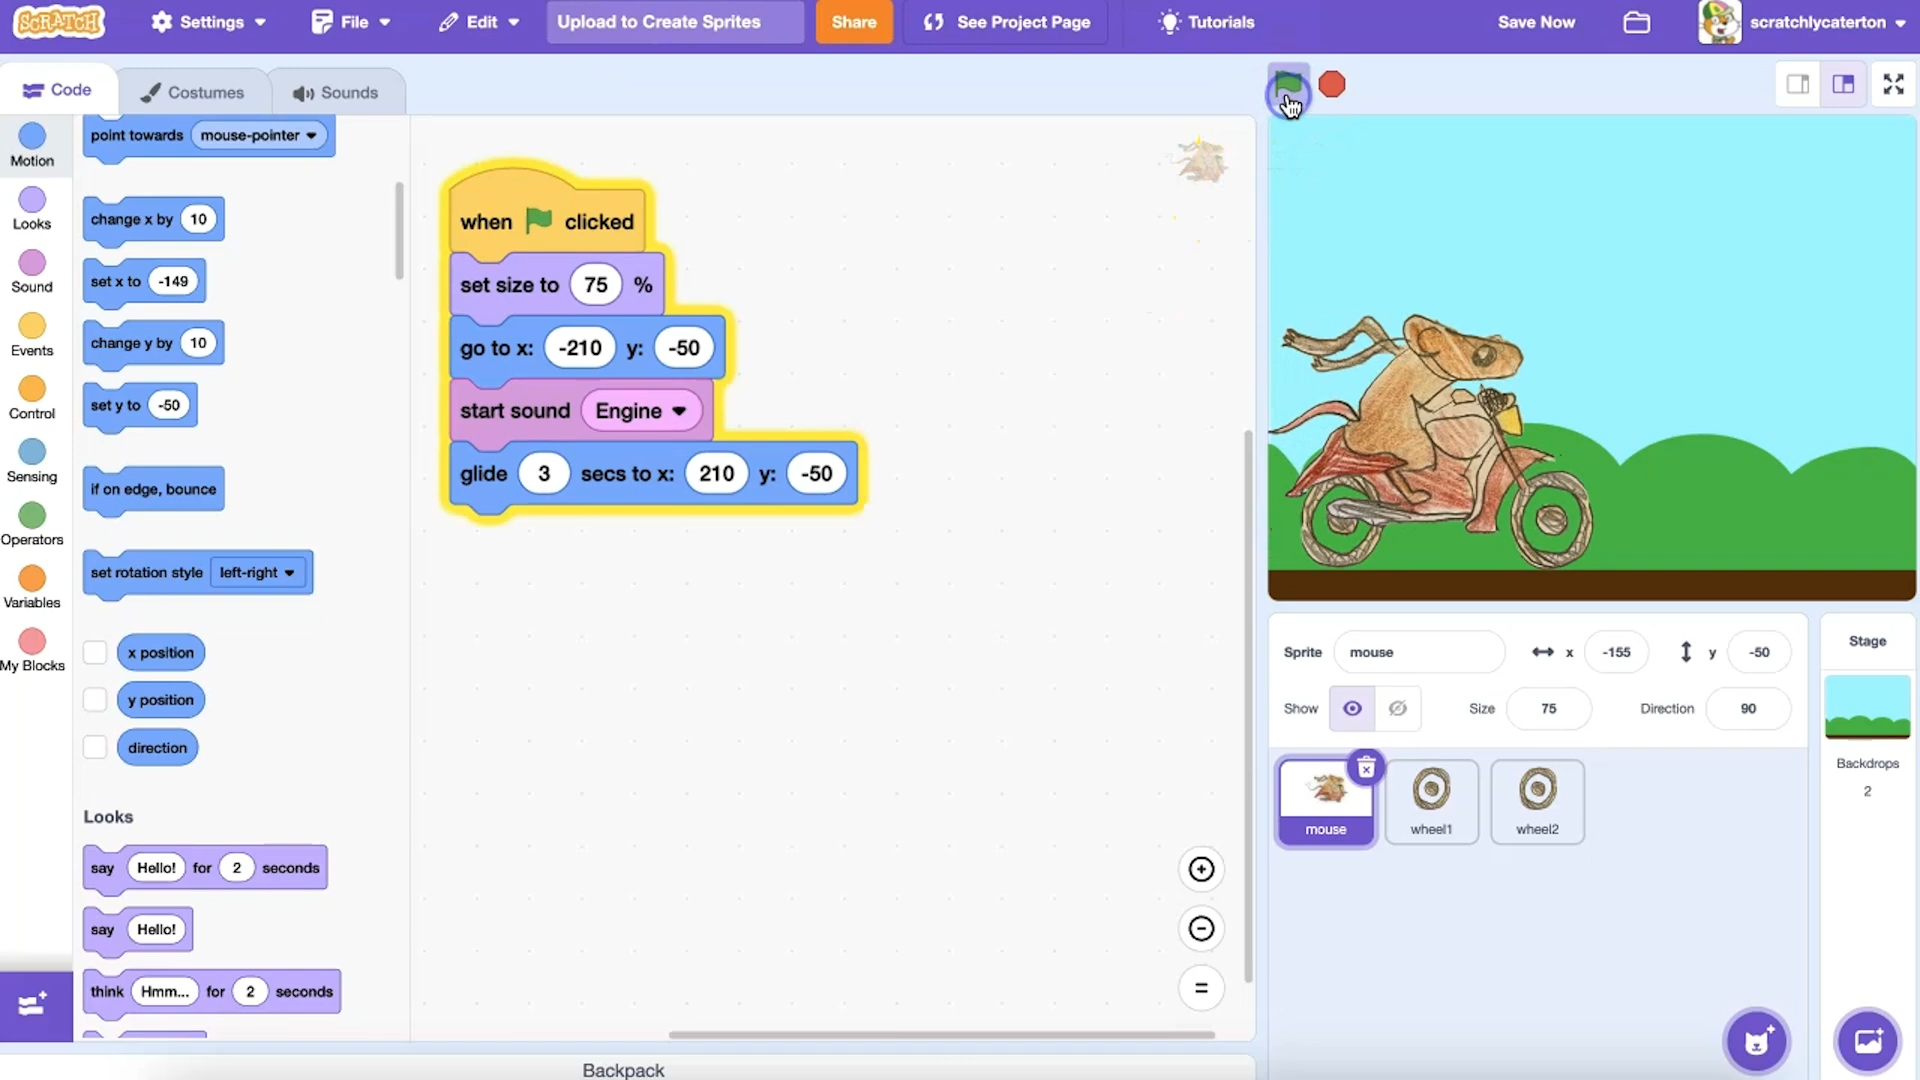 SCRATCH Settings File Edit Upload to Create Sprites Share See Project Page Tutorials Save Now scratchlycaterton
Code Costumes Sounds
Motion
Looks
Sound
Events
Control
Sensing
Operators
Variables
My Blocks
point towards mouse-pointer
change x by 10
set x to -149
change y by 10
set y to -50
if on edge, bounce
set rotation style left-right
x position
y position
direction
Looks
say Hello! for 2 seconds
say Hello!
think Hmm... for 2 seconds
when clicked
set size to 75 %
go to x: -210 y: -50
start sound Engine
glide 3 secs to x: 210 y: -50
=
Backpack
Sprite mouse x -155 y -50
Show Size 75 Direction 90
mouse wheel1 wheel2
Stage
Backdrops
2